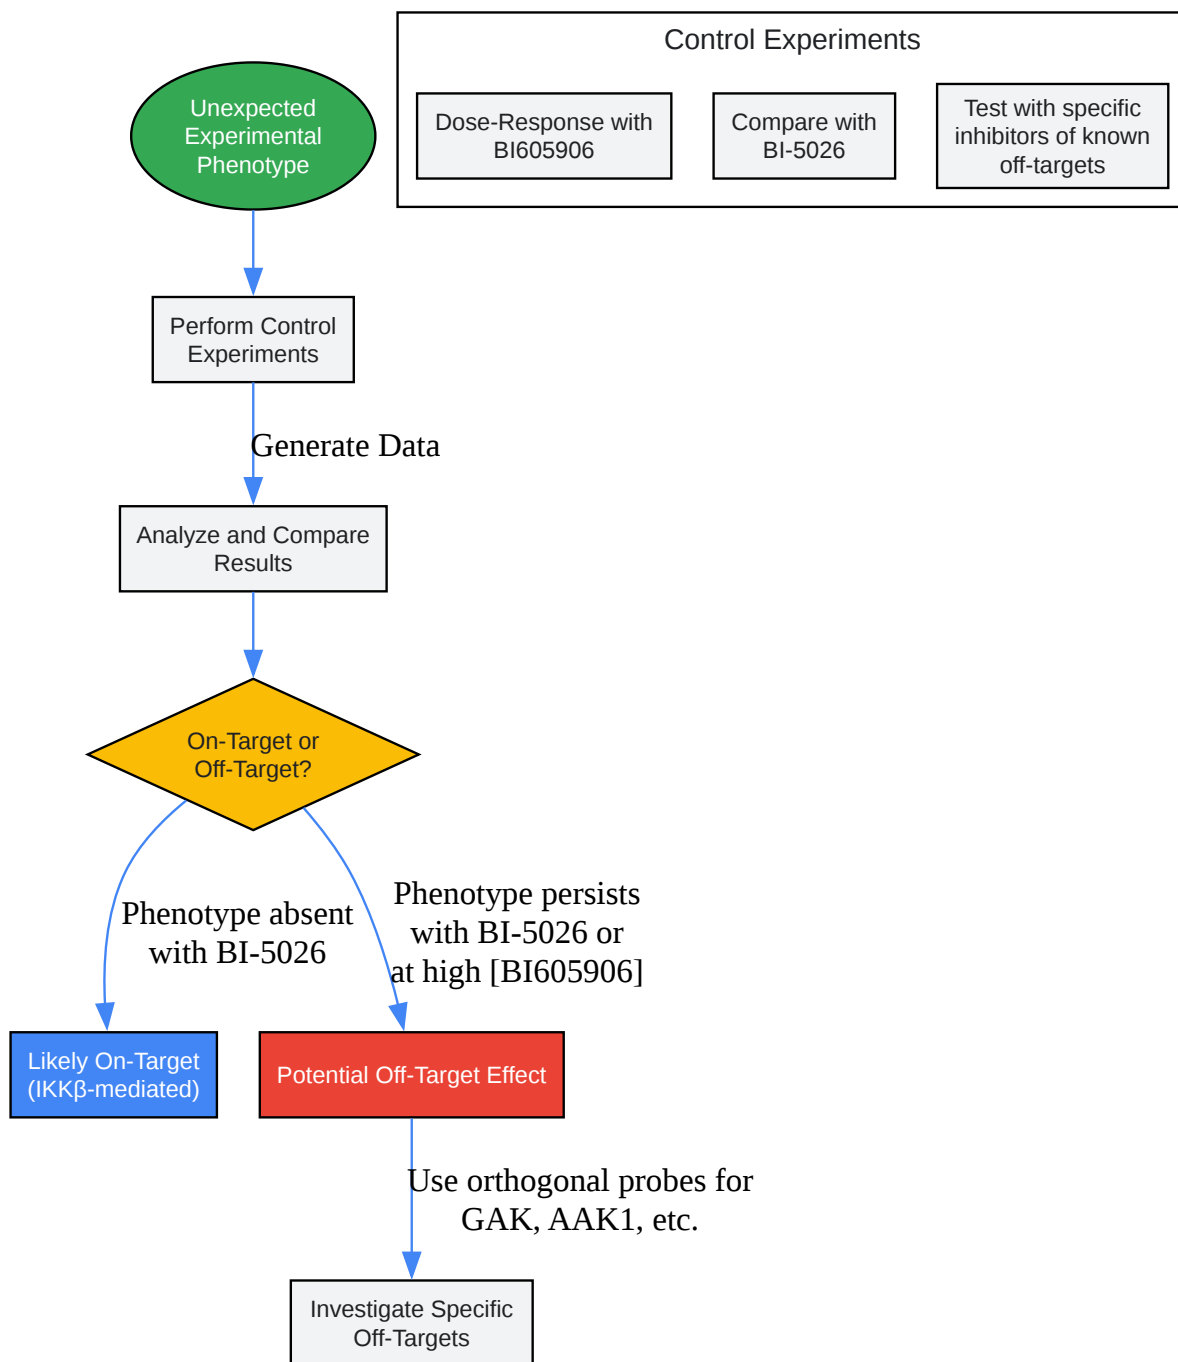 Control Experiments
Unexpected
Experimental
Phenotype
Dose-Response with
BI605906
Compare with
BI-5026
Test with specific
inhibitors of known
off-targets
Perform Control
Experiments
Generate Data
Analyze and Compare
Results
On-Target or
Off-Target?
Phenotype absent
with BI-5026
Phenotype persists
with BI-5026 or
at high [BI605906]
Likely On-Target
(IKKβ-mediated)
Potential Off-Target Effect
Use orthogonal probes for
GAK, AAK1, etc.
Investigate Specific
Off-Targets